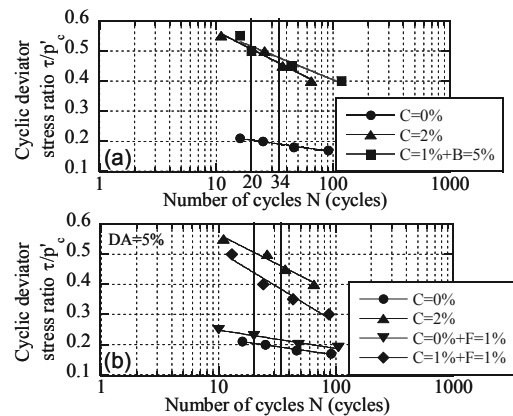 Cyclic deviator
stress ratio τ/p'c
0.6
0.5
0.4
0.3
0.2
0.1
(a)
C=0%
C=2%
C=1%+B=5%
1
10
20
34
100
1000
Number of cycles N (cycles)
Cyclic deviator
stress ratio τ/p'c
0.6
0.5
0.4
0.3
0.2
0.1
DA=5%
(b)
C=0%
C=2%
C=0%+F=1%
C=1%+F=1%
1
10
100
1000
Number of cycles N (cycles)